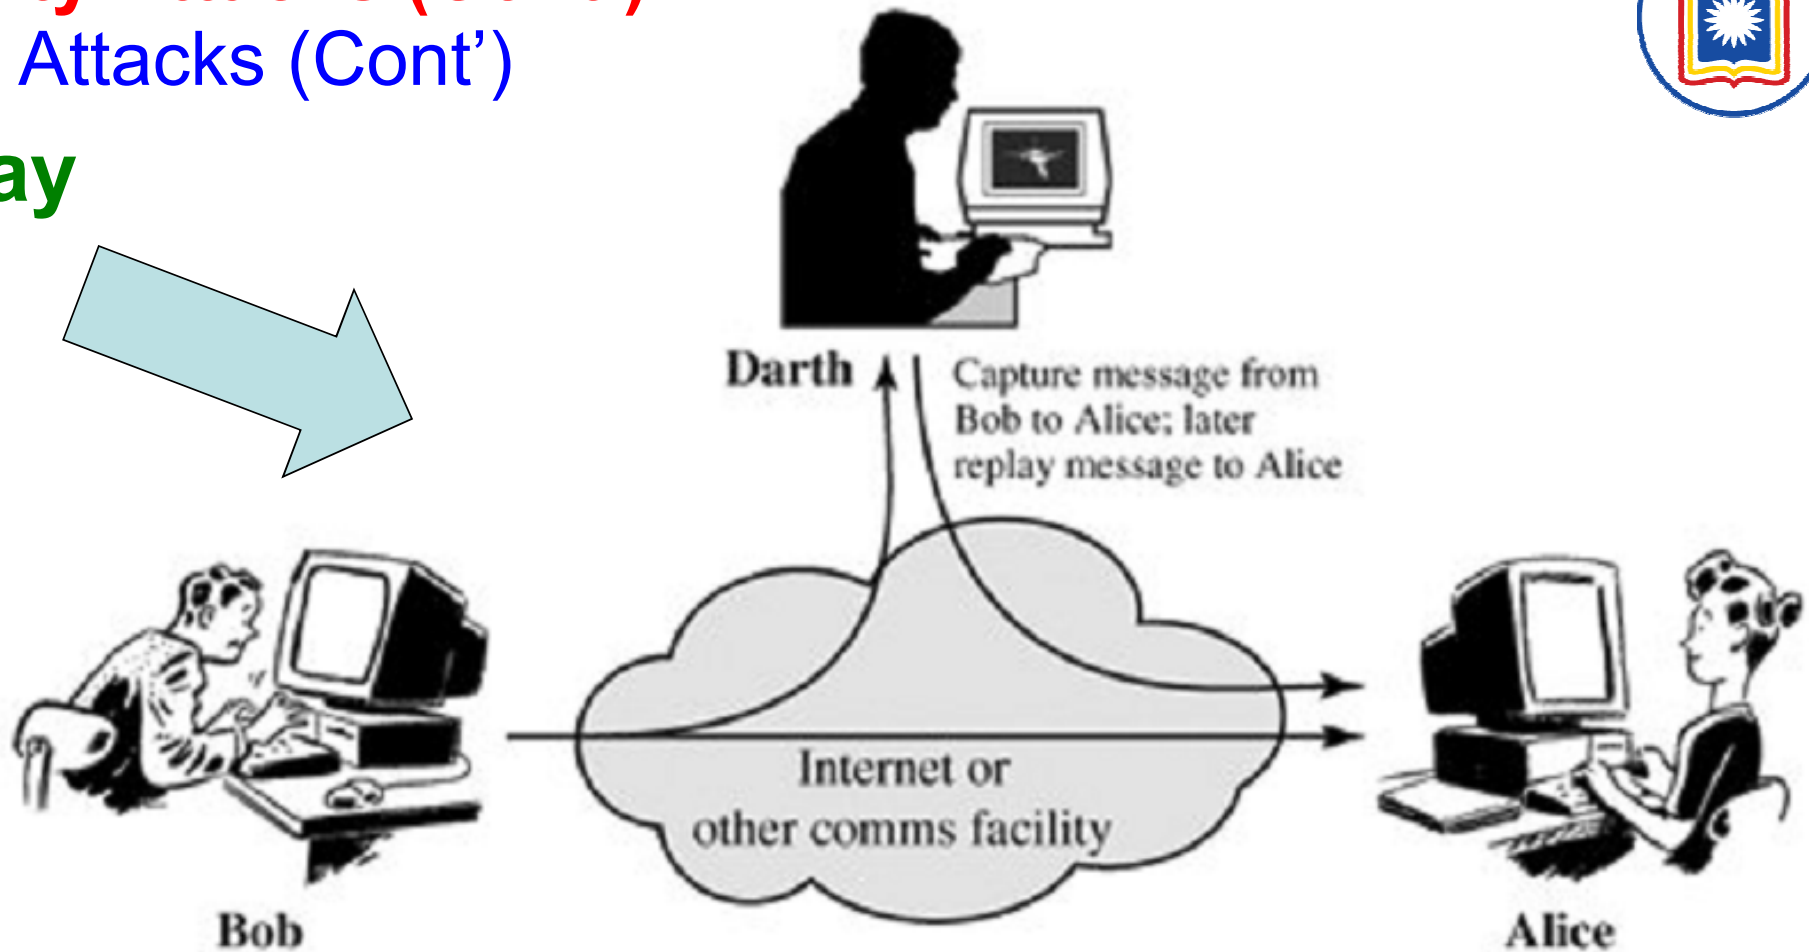 Attacks (Cont')
ay
Darth
Capture message from
Bob to Alice; later
replay message to Alice
Internet or
other comms facility
Bob
Alice